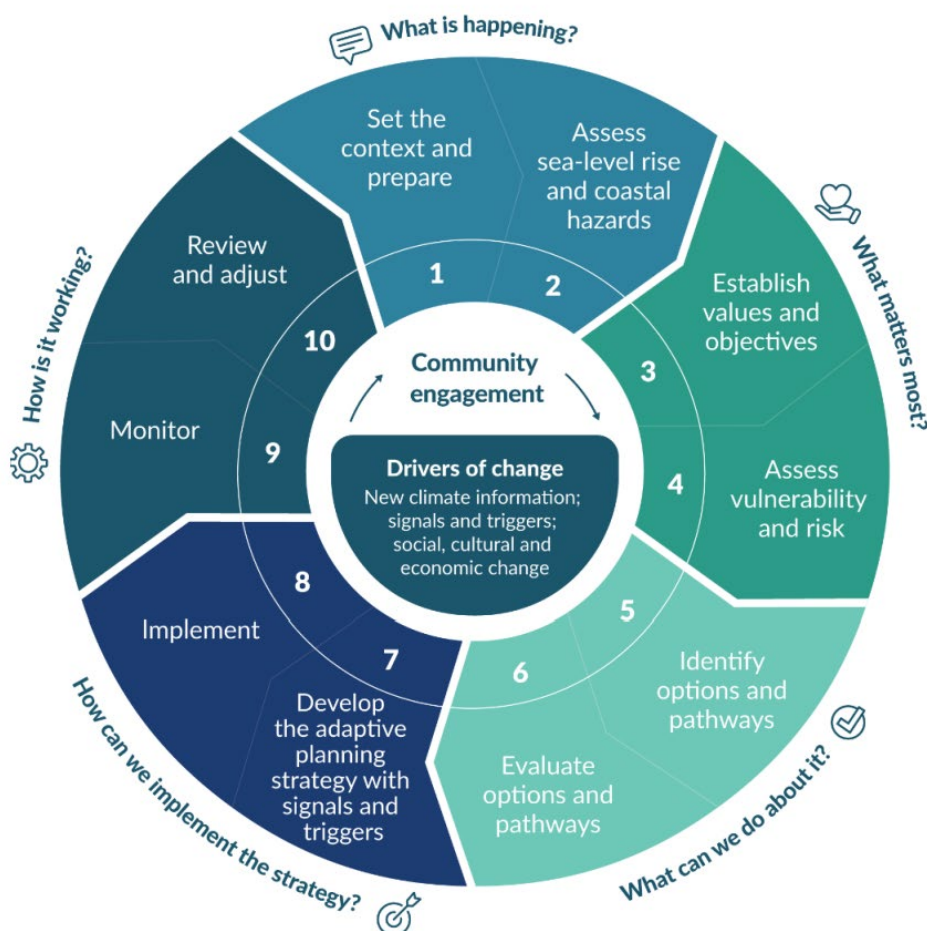 What is happening?
Set the
context and
prepare
1
Assess
sea-level rise
and coastal
hazards
2
What matters most?
Establish
values and
objectives
3
Assess
vulnerability
and risk
4
What can we do about it?
Identify
options and
pathways
5
Evaluate
options and
pathways
6
How can we implement the strategy?
Develop
the adaptive
planning
strategy with
signals and
triggers
7
Implement
8
How is it working?
Monitor
9
Review
and adjust
10
Community
engagement
Drivers of change
New climate information;
signals and triggers;
social, cultural and
economic change